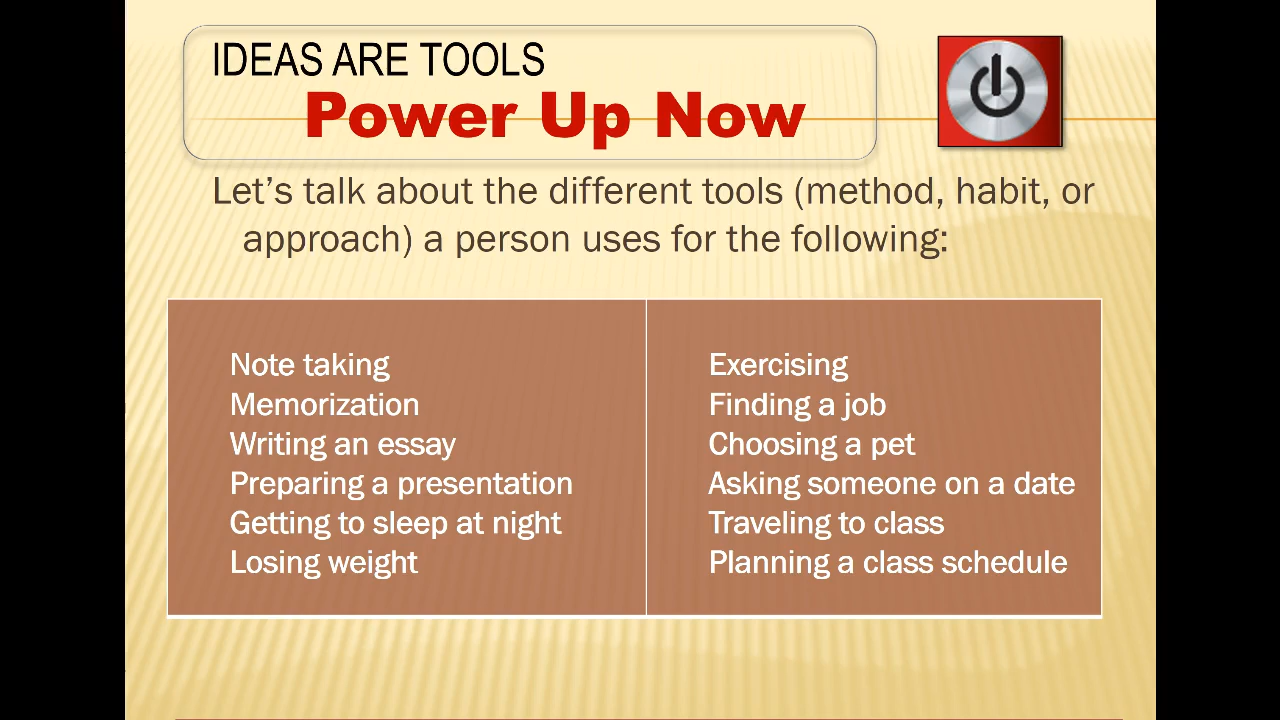 IDEAS ARE TOOLS
Power Up Now
Let’s talk about the different tools (method, habit, or
approach) a person uses for the following:
Note taking
Memorization
Writing an essay
Preparing a presentation
Getting to sleep at night
Losing weight
Exercising
Finding a job
Choosing a pet
Asking someone on a date
Traveling to class
Planning a class schedule